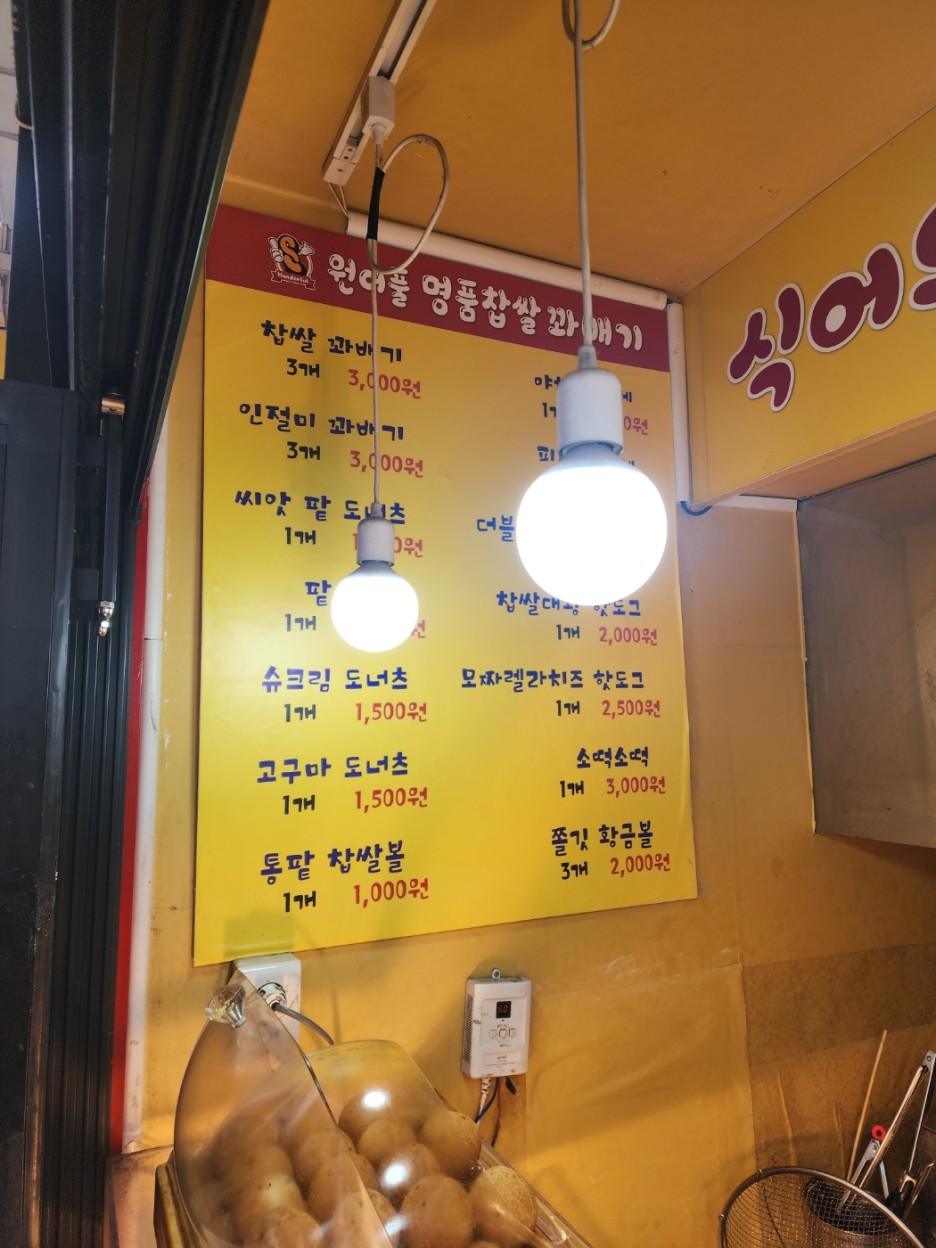 Wonderful
원더풀 명품찹쌀꽈배기
찹쌀 꽈배기
3개 3,000원
인절미 꽈배기
3개 3,000원
씨앗 팥 도너츠
1개
팥
1개
슈크림 도너츠
1개 1,500원
고구마 도너츠
1개 1,500원
통팥 찹쌀볼
1개 1,000원
더블
찹쌀대왕 핫도그
1개 2,000원
모짜렐라치즈 핫도그
1개 2,500원
소떡소떡
1개 3,000원
쫄깃 황금볼
3개 2,000원
식어